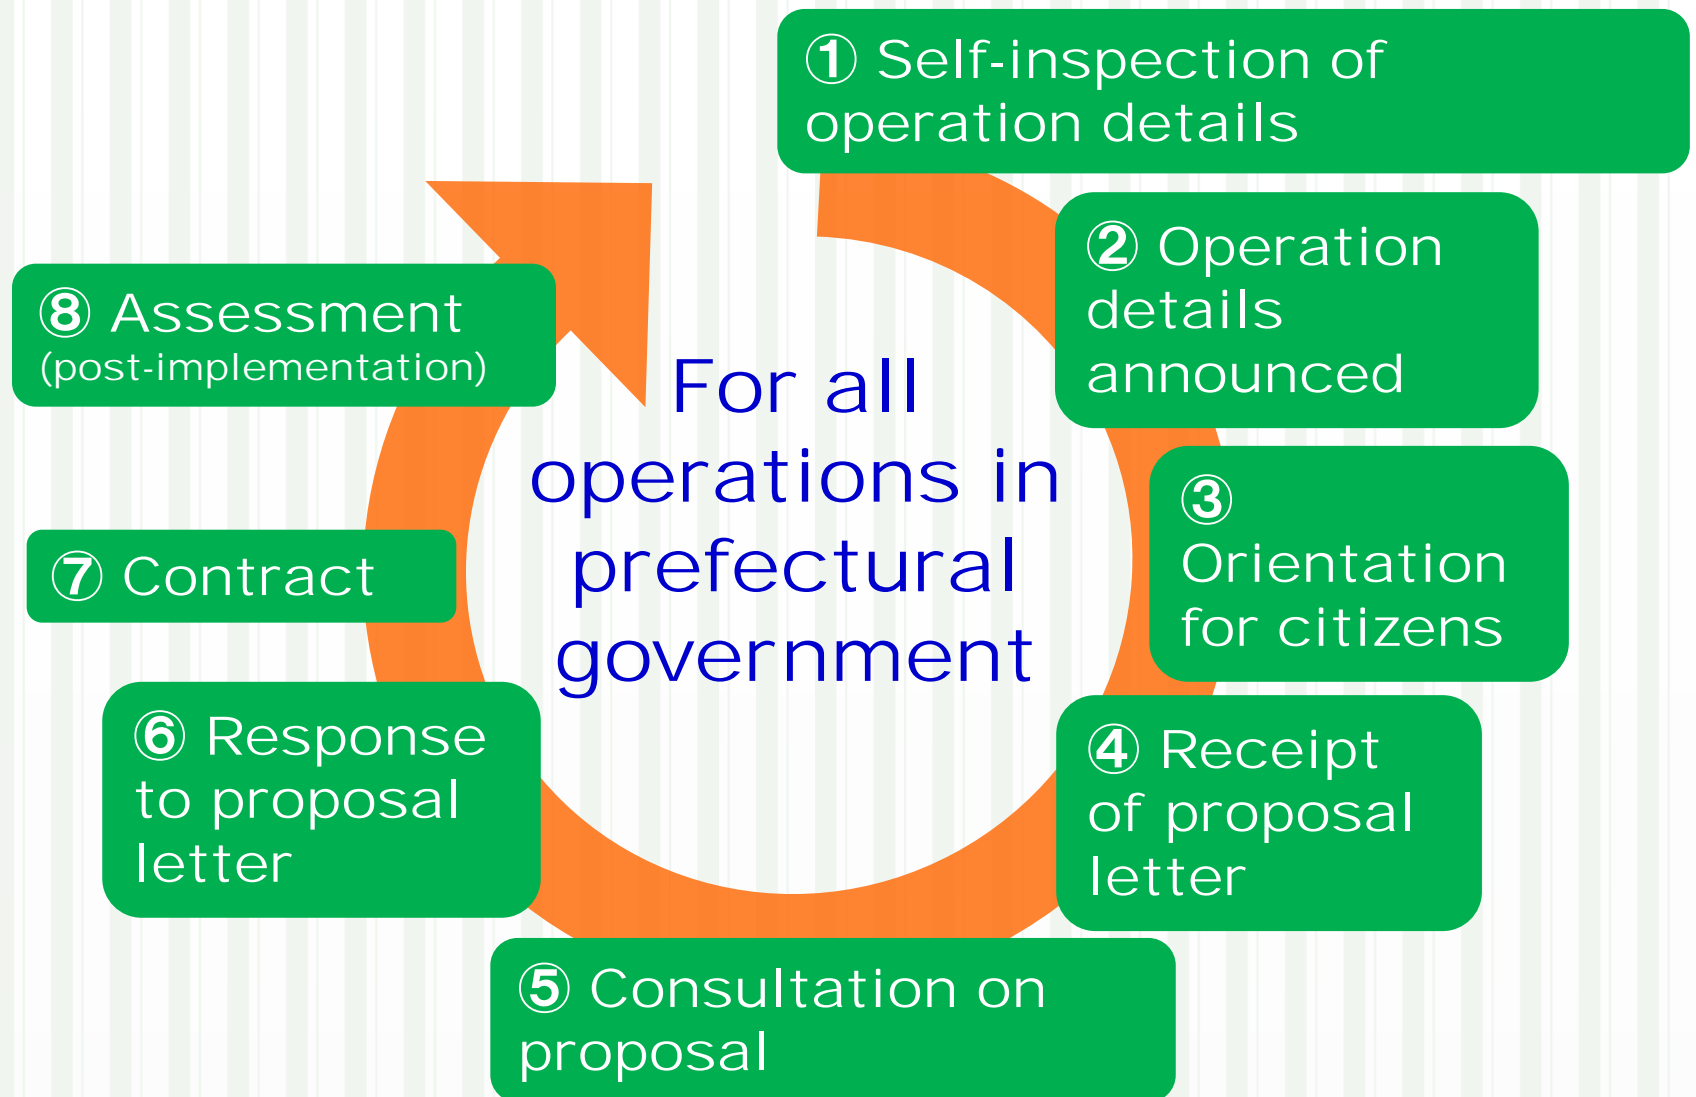 ① Self-inspection of
operation details
② Operation
details
announced
③
Orientation
for citizens
④ Receipt
of proposal
letter
⑤ Consultation on
proposal
⑥ Response
to proposal
letter
⑦ Contract
⑧ Assessment
(post-implementation)
For all
operations in
prefectural
government